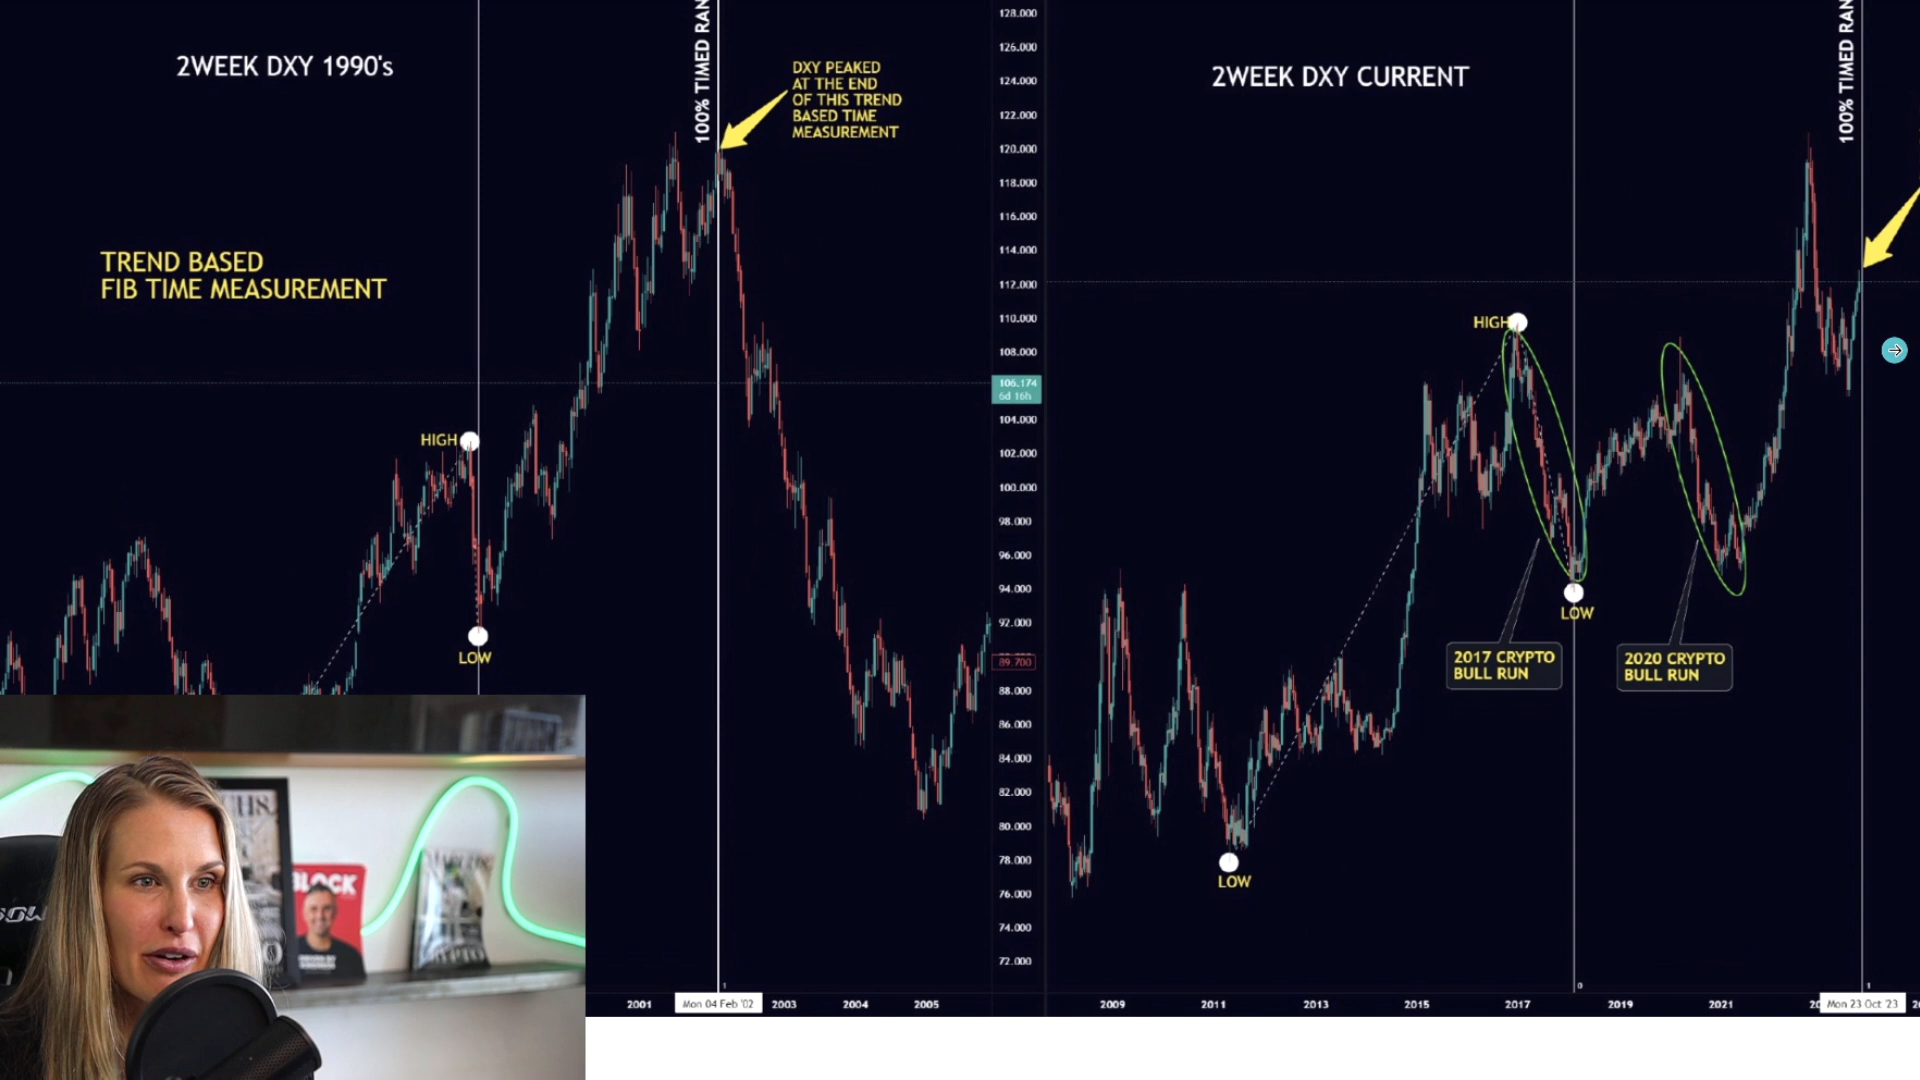 2WEEK DXY 1990's
100% TIMED RAN
DXY PEAKED
AT THE END
OF THIS TREND
BASED TIME
MEASUREMENT
TREND BASED
FIB TIME MEASUREMENT
HIGH
LOW
128.000
126.000
124.000
122.000
120.000
118.000
116.000
114.000
112.000
110.000
108.000
106.174
6d 16h
104.000
102.000
100.000
98.000
96.000
94.000
92.000
89.700
88.000
86.000
84.000
82.000
80.000
78.000
76.000
74.000
72.000
1
2001
Mon 04 Feb '02
2003
2004
2005
2WEEK DXY CURRENT
100% TIMED RAN
HIGH
LOW
2017 CRYPTO
BULL RUN
2020 CRYPTO
BULL RUN
LOW
0
1
2009
2011
2013
2015
2017
2019
2021
Mon 23 Oct '23
BLOCK